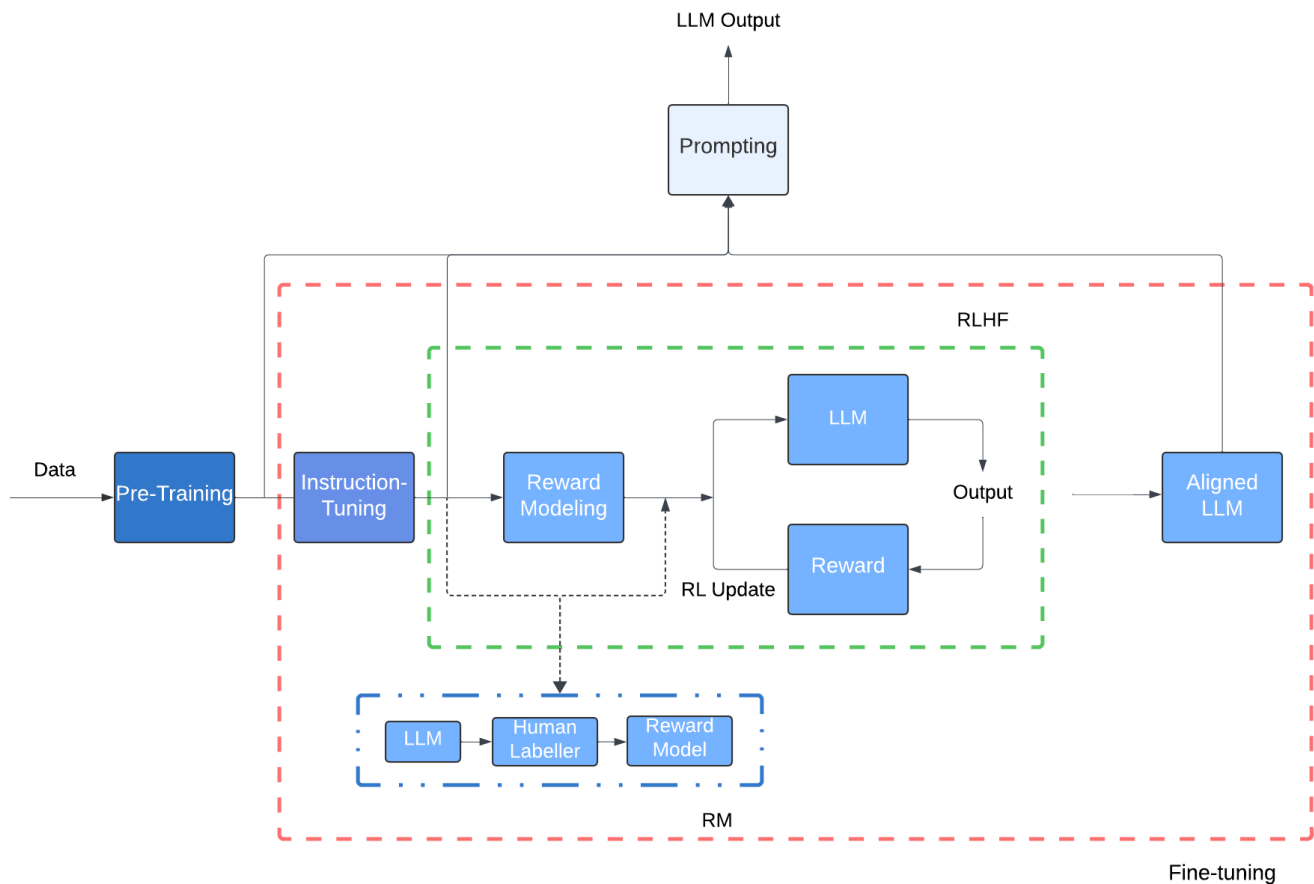 LLM Output
Prompting
RLHF
LLM
Data
Pre-Training
Instruction-
Tuning
Reward
Modeling
Output
Aligned
LLM
Reward
RL Update
LLM
Human
Labeller
Reward
Model
RM
Fine-tuning